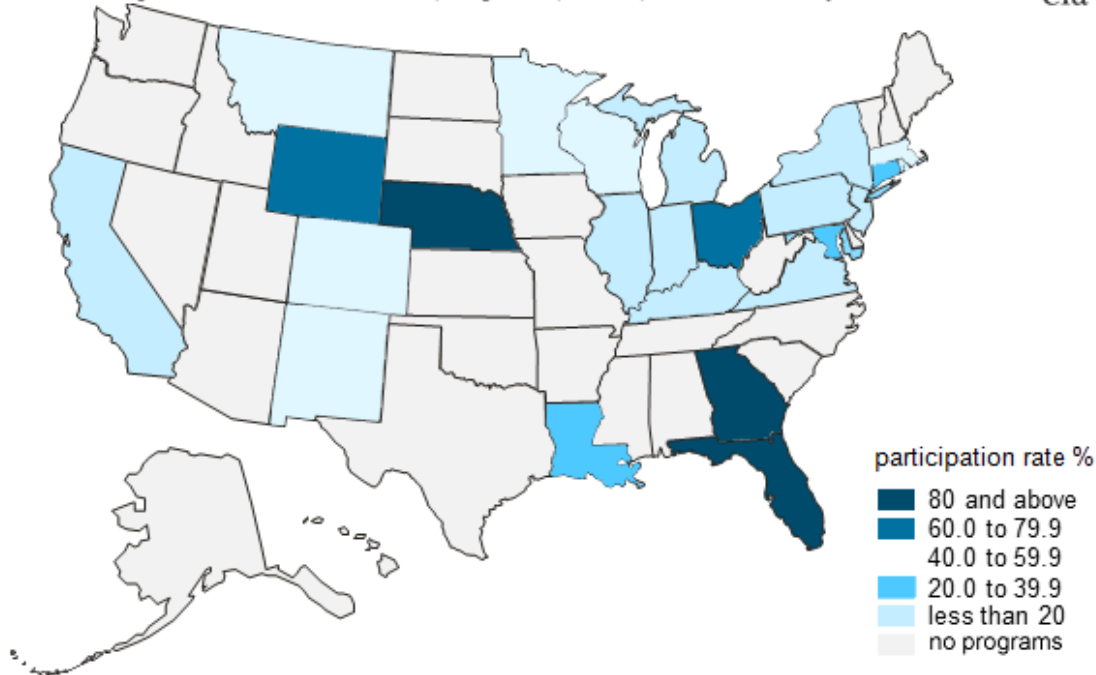 participation rate %
80 and above
60.0 to 79.9
40.0 to 59.9
20.0 to 39.9
less than 20
no programs